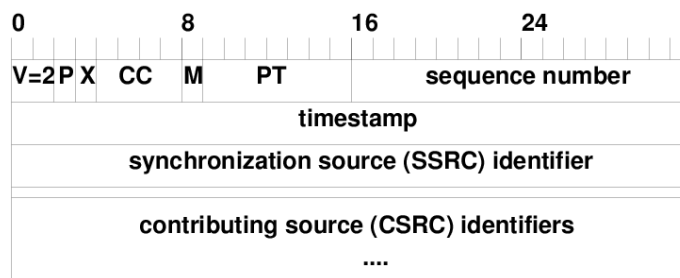 0 8 16 24
V=2 P X CC M PT sequence number
timestamp
synchronization source (SSRC) identifier
contributing source (CSRC) identifiers
....